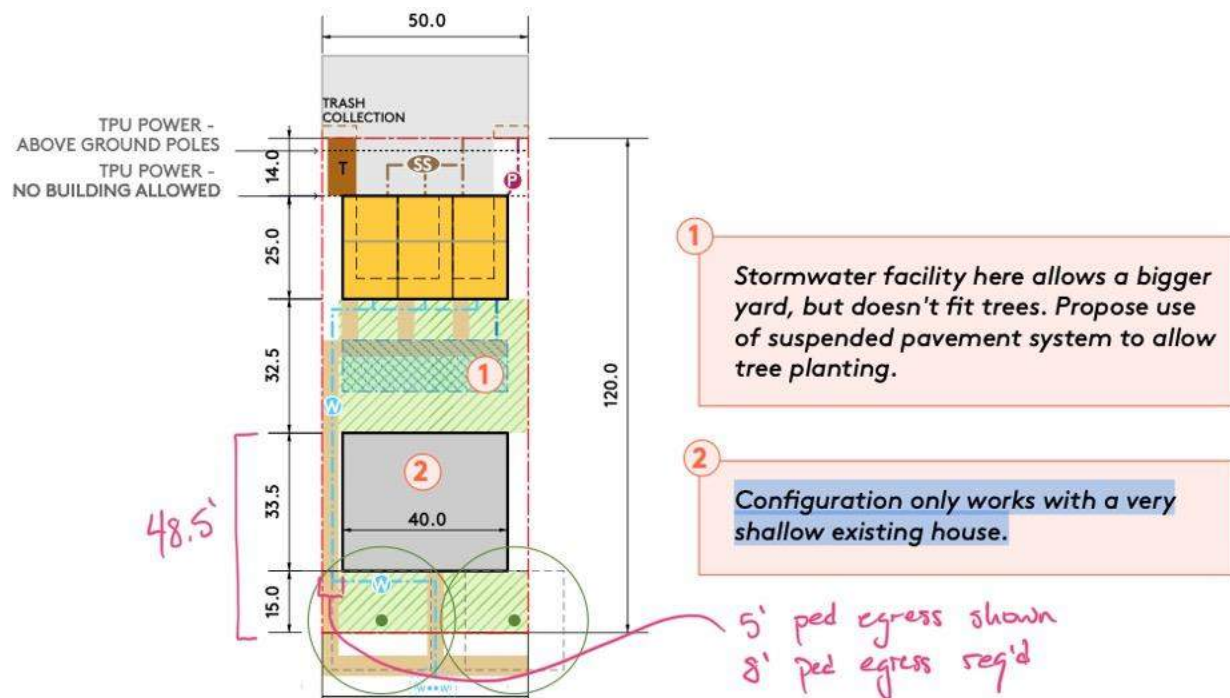 50.0
TRASH
COLLECTION
TPU POWER -
ABOVE GROUND POLES
TPU POWER -
NO BUILDING ALLOWED
14.0
T
SS
P
25.0
1
Stormwater facility here allows a bigger
yard, but doesn't fit trees. Propose use
of suspended pavement system to allow
tree planting.
32.5
1
W
120.0
2
Configuration only works with a very
shallow existing house.
48.5'
33.5
2
40.0
15.0
W
5' ped egress shown
8' ped egress req'd